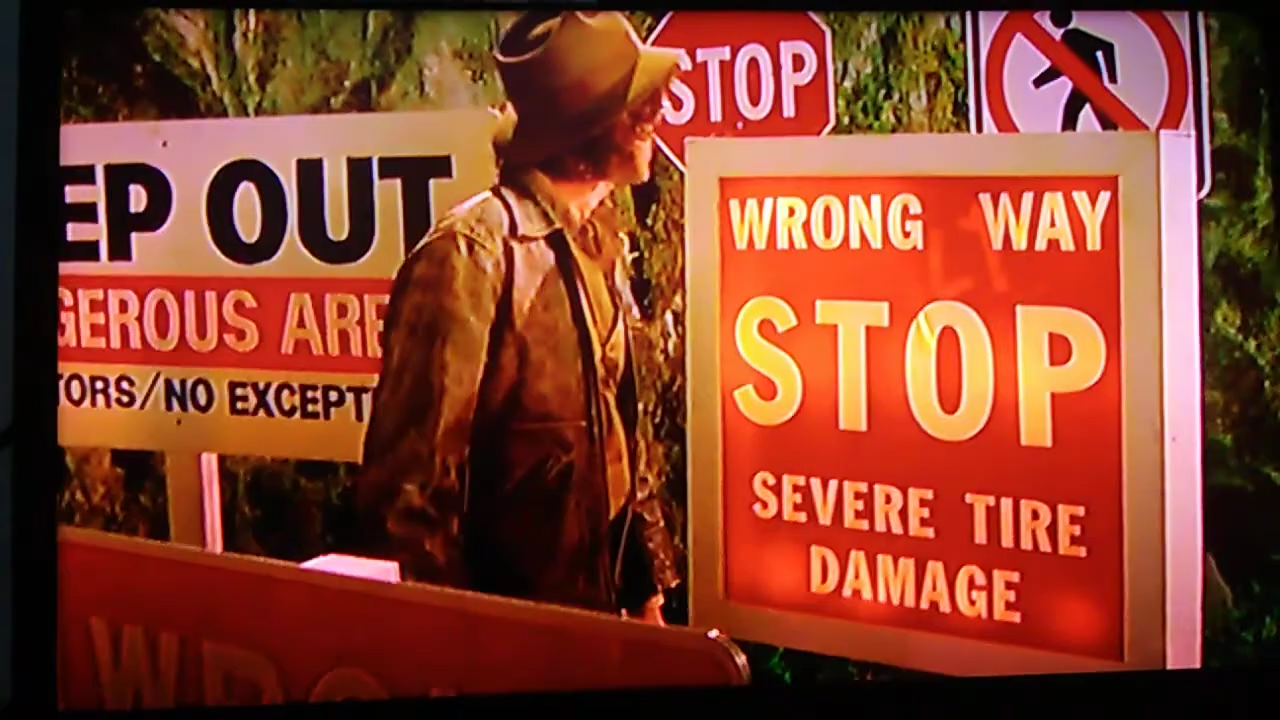 EP OUT
GEROUS ARE
TORS/NO EXCEPT
STOP
WRONG WAY
STOP
SEVERE TIRE
DAMAGE